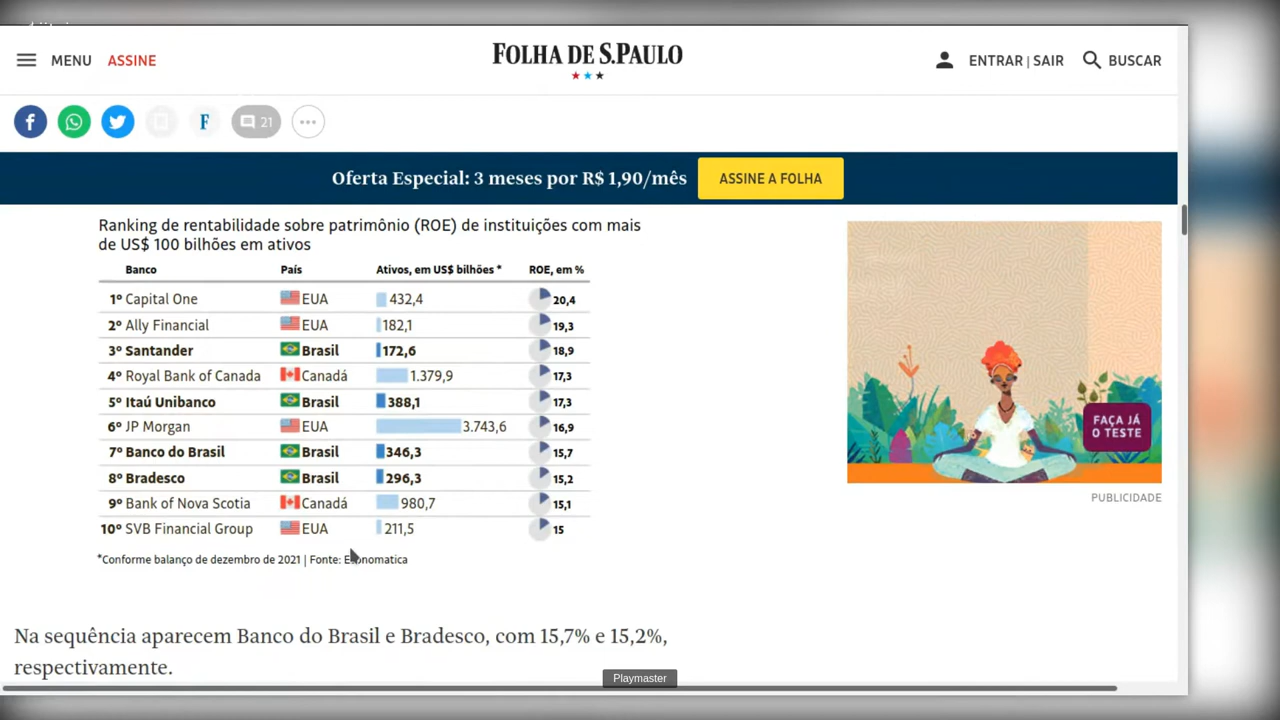 MENU ASSINE FOLHA DE S.PAULO ENTRAR | SAIR BUSCAR
F 21
Oferta Especial: 3 meses por R$ 1,90/mês ASSINE A FOLHA
Ranking de rentabilidade sobre patrimônio (ROE) de instituições com mais
de US$ 100 bilhões em ativos
Banco País Ativos, em US$ bilhões * ROE, em %
1º Capital One EUA 432,4 20,4
2º Ally Financial EUA 182,1 19,3
3º Santander Brasil 172,6 18,9
4º Royal Bank of Canada Canadá 1.379,9 17,3
5º Itaú Unibanco Brasil 388,1 17,3
6º JP Morgan EUA 3.743,6 16,9
7º Banco do Brasil Brasil 346,3 15,7
8º Bradesco Brasil 296,3 15,2
9º Bank of Nova Scotia Canadá 980,7 15,1
10º SVB Financial Group EUA 211,5 15
*Conforme balanço de dezembro de 2021 | Fonte: Economatica
FAÇA JÁ
O TESTE
PUBLICIDADE
Na sequência aparecem Banco do Brasil e Bradesco, com 15,7% e 15,2%,
respectivamente.
Playmaster